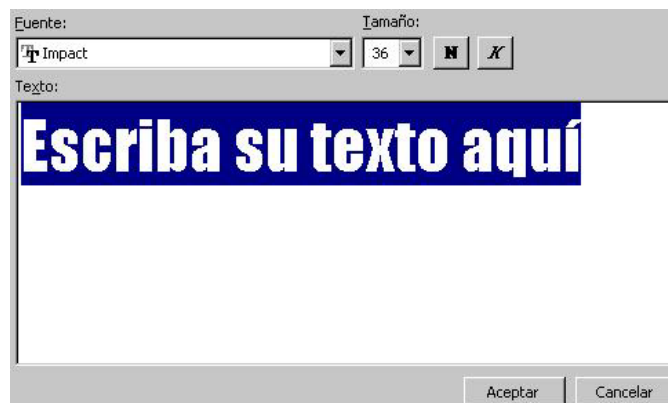 Fuente:
Tamaño:
Impact
36
N
K
Texto:
Escriba su texto aquí
Aceptar
Cancelar